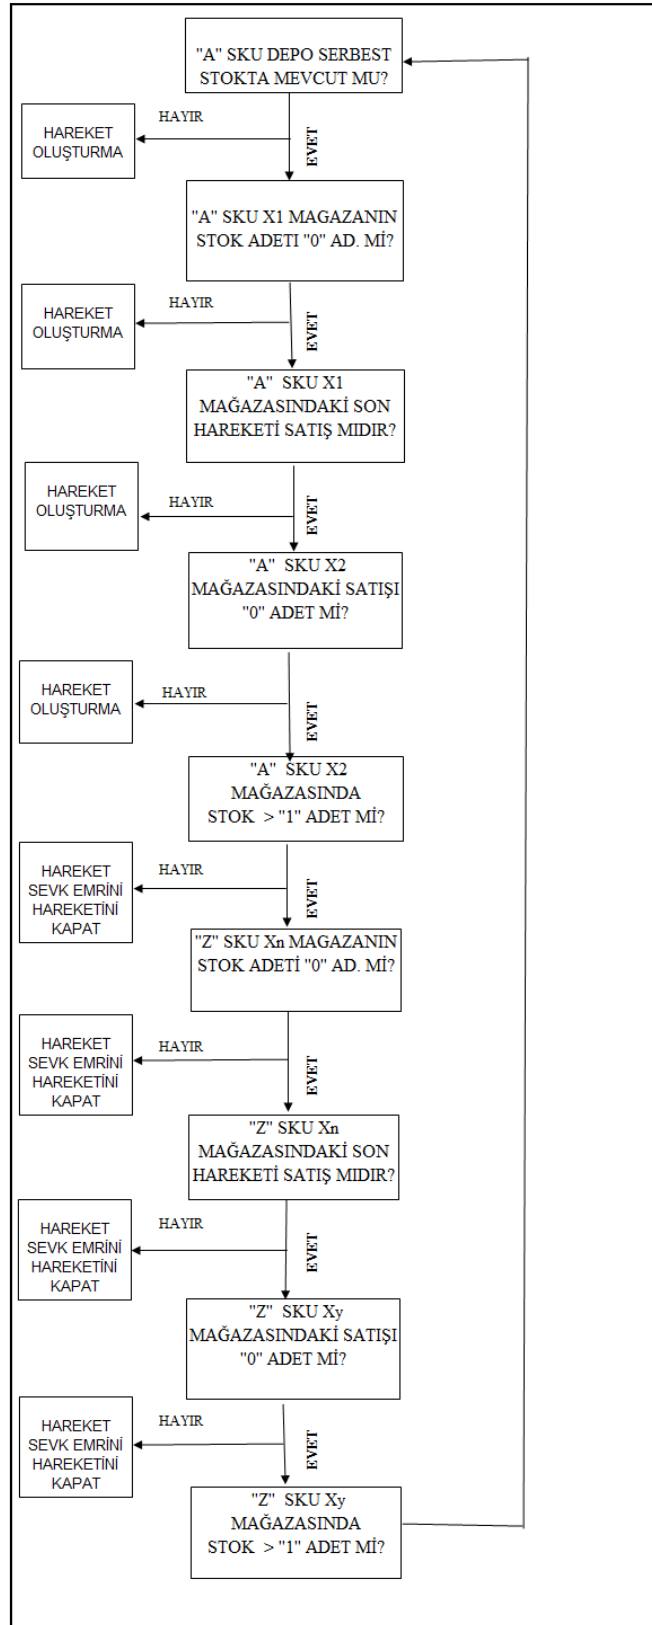 "A" SKU DEPO SERBEST
STOKTA MEVCUT MU?
HAYIR
EVET
HAREKET
OLUŞTURMA
"A" SKU X1 MAGAZANIN
STOK ADETI "0" AD. Mİ?
HAYIR
EVET
HAREKET
OLUŞTURMA
"A" SKU X1
MAĞAZASINDAKİ SON
HAREKETİ SATIŞ MIDIR?
HAYIR
EVET
HAREKET
OLUŞTURMA
"A" SKU X2
MAĞAZASINDAKİ SATIŞI
"0" ADET Mİ?
HAYIR
EVET
HAREKET
OLUŞTURMA
"A" SKU X2
MAĞAZASINDA
STOK > "1" ADET Mİ?
HAYIR
EVET
HAREKET
SEVK EMRİNİ
HAREKETİNİ
KAPAT
"Z" SKU Xn MAGAZANIN
STOK ADETİ "0" AD. Mİ?
HAYIR
EVET
HAREKET
SEVK EMRİNİ
HAREKETİNİ
KAPAT
"Z" SKU Xn
MAĞAZASINDAKİ SON
HAREKETİ SATIŞ MIDIR?
HAYIR
EVET
HAREKET
SEVK EMRİNİ
HAREKETİNİ
KAPAT
"Z" SKU Xy
MAĞAZASINDAKİ SATIŞI
"0" ADET Mİ?
HAYIR
EVET
HAREKET
SEVK EMRİNİ
HAREKETİNİ
KAPAT
"Z" SKU Xy
MAĞAZASINDA
STOK > "1" ADET Mİ?